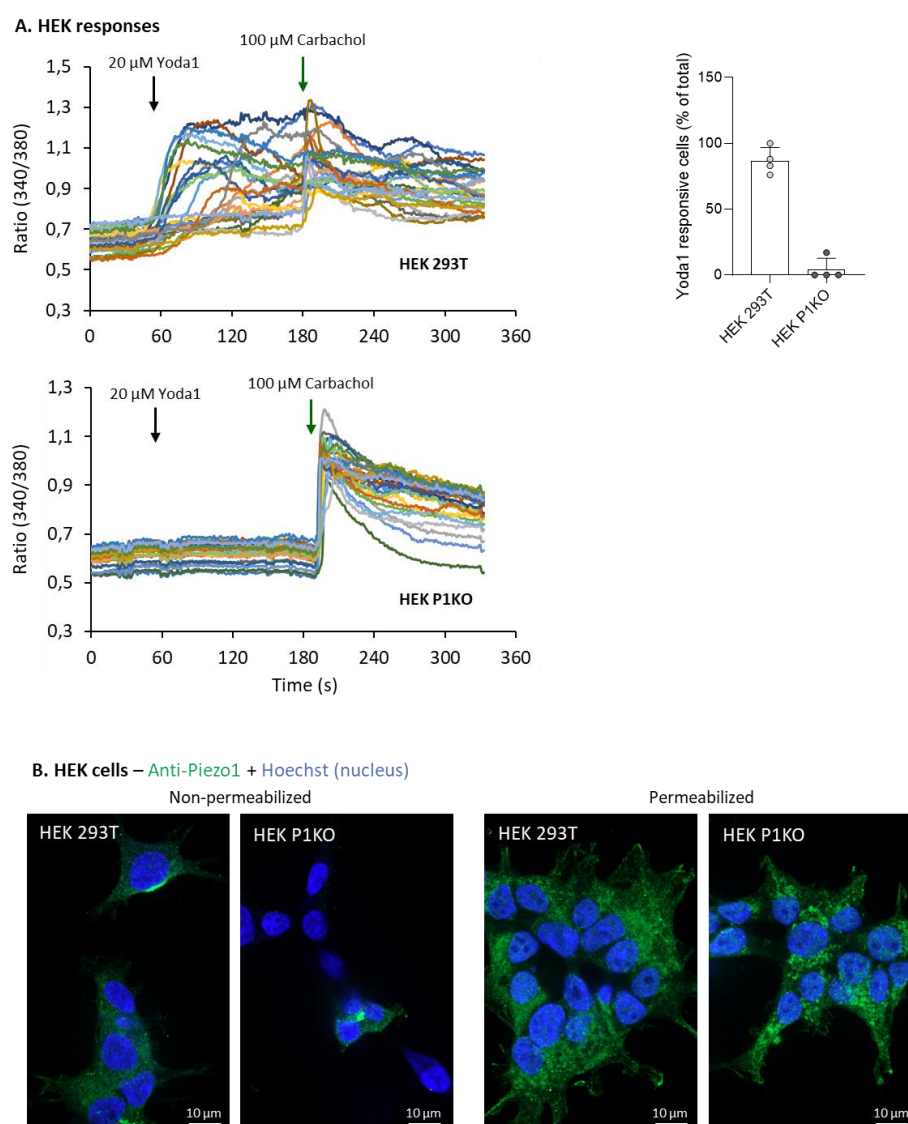 A. HEK responses
100 µM Carbachol
20 µM Yoda1
1,5
1,3
1,1
0,9
0,7
0,5
0,3
Ratio (340/380)
HEK 293T
0 60 120 180 240 300 360
Yoda1 responsive cells (% of total)
150
100
50
0
HEK 293T
HEK P1KO
100 µM Carbachol
20 µM Yoda1
1,3
1,1
0,9
0,7
0,5
0,3
Ratio (340/380)
HEK P1KO
0 60 120 180 240 300 360
Time (s)
B. HEK cells – Anti-Piezo1 + Hoechst (nucleus)
Non-permeabilized
Permeabilized
HEK 293T
HEK P1KO
HEK 293T
HEK P1KO
10 µm
10 µm
10 µm
10 µm